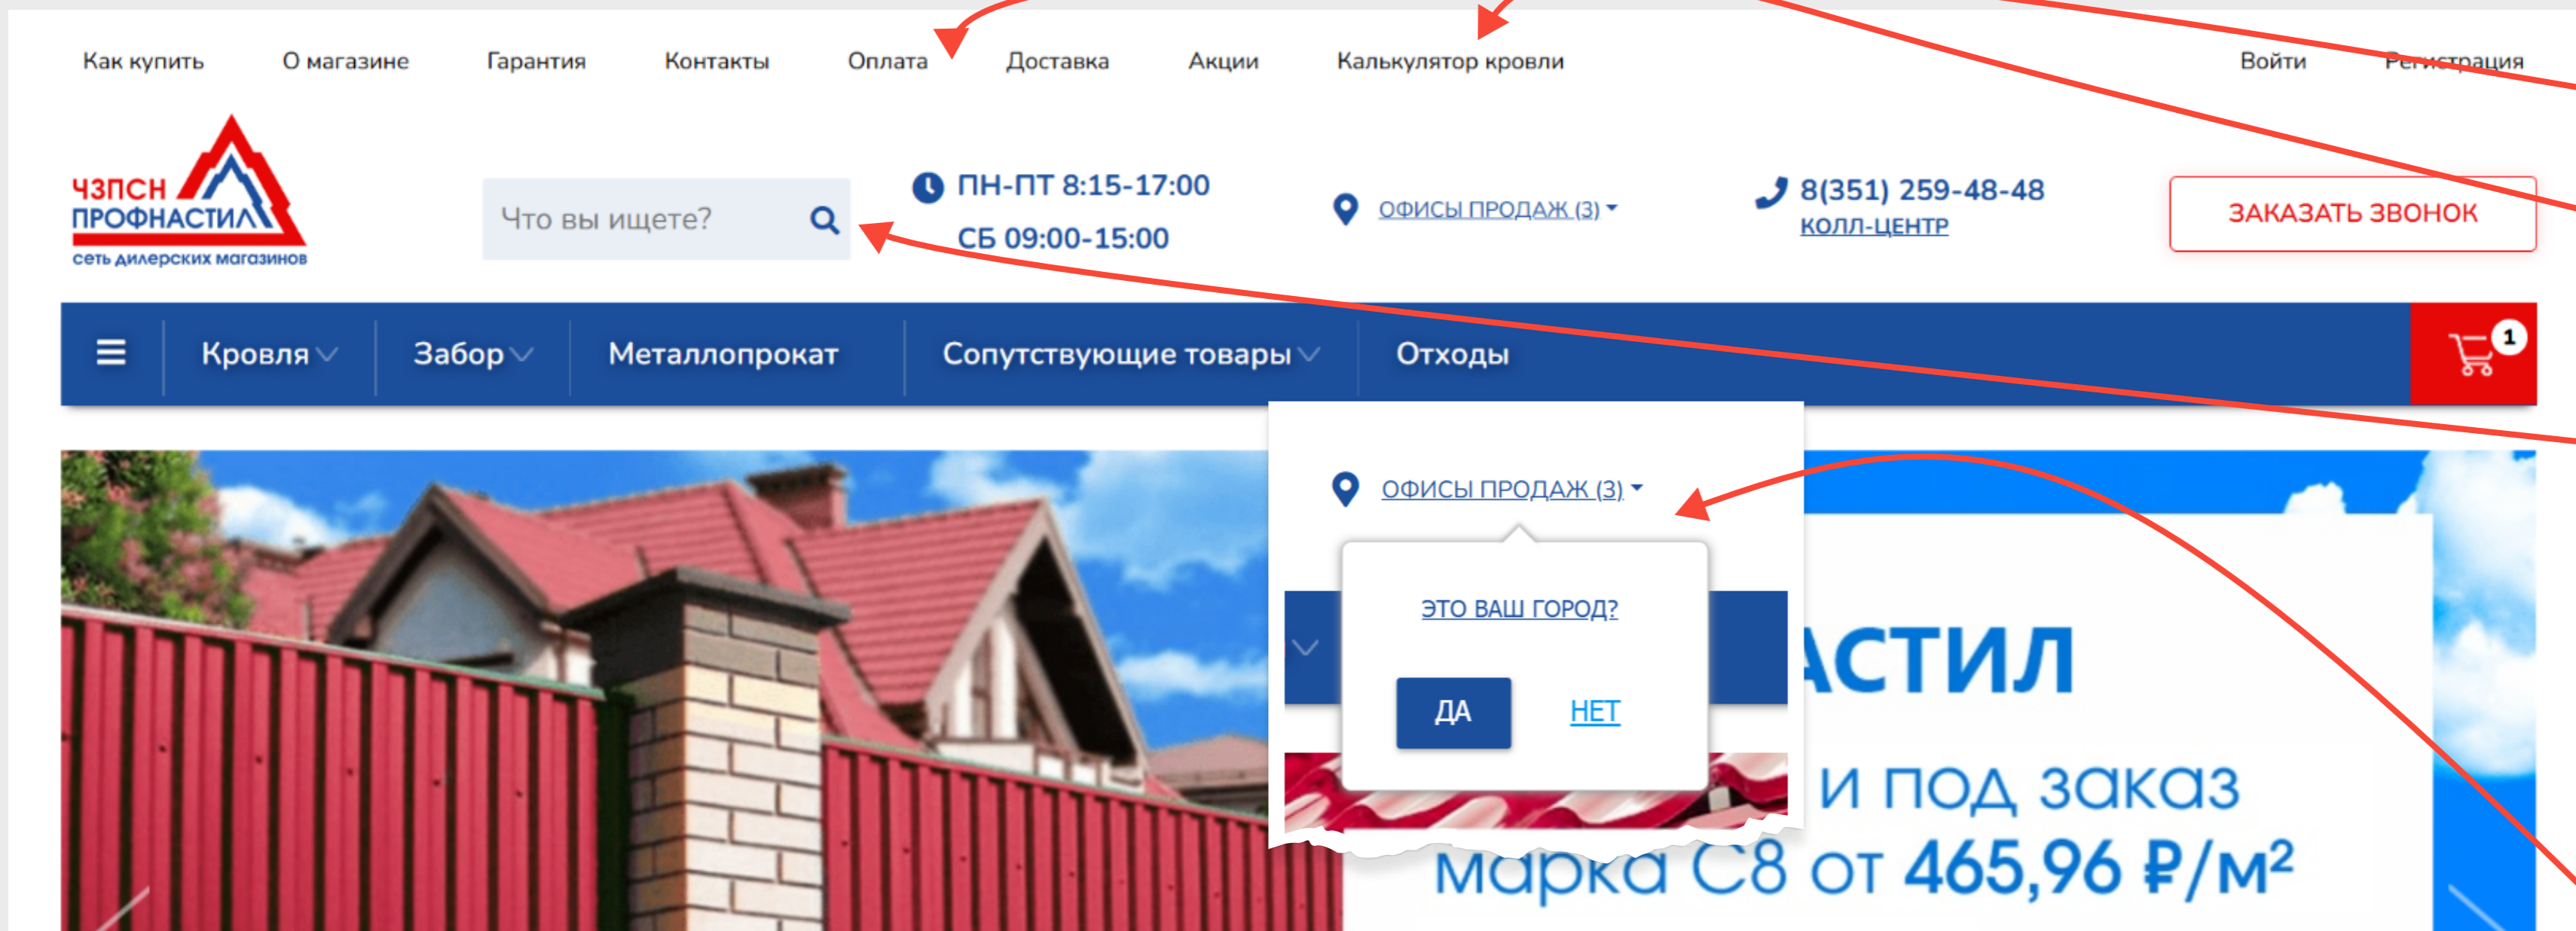 Как купить О магазине Гарантия Контакты Оплата Доставка Акции Калькулятор кровли Войти Регистрация
ЧЗПСН
ПРОФНАСТИЛ
сеть дилерских магазинов
Что вы ищете?
ПН-ПТ 8:15-17:00
СБ 09:00-15:00
ОФИСЫ ПРОДАЖ (3)
8(351) 259-48-48
КОЛЛ-ЦЕНТР
ЗАКАЗАТЬ ЗВОНОК
Кровля Забор Металлопрокат Сопутствующие товары Отходы 1
ОФИСЫ ПРОДАЖ (3)
ЭТО ВАШ ГОРОД?
ДА НЕТ
АСТИЛ
и под заказ
марка С8 от 465,96 ₽/м²